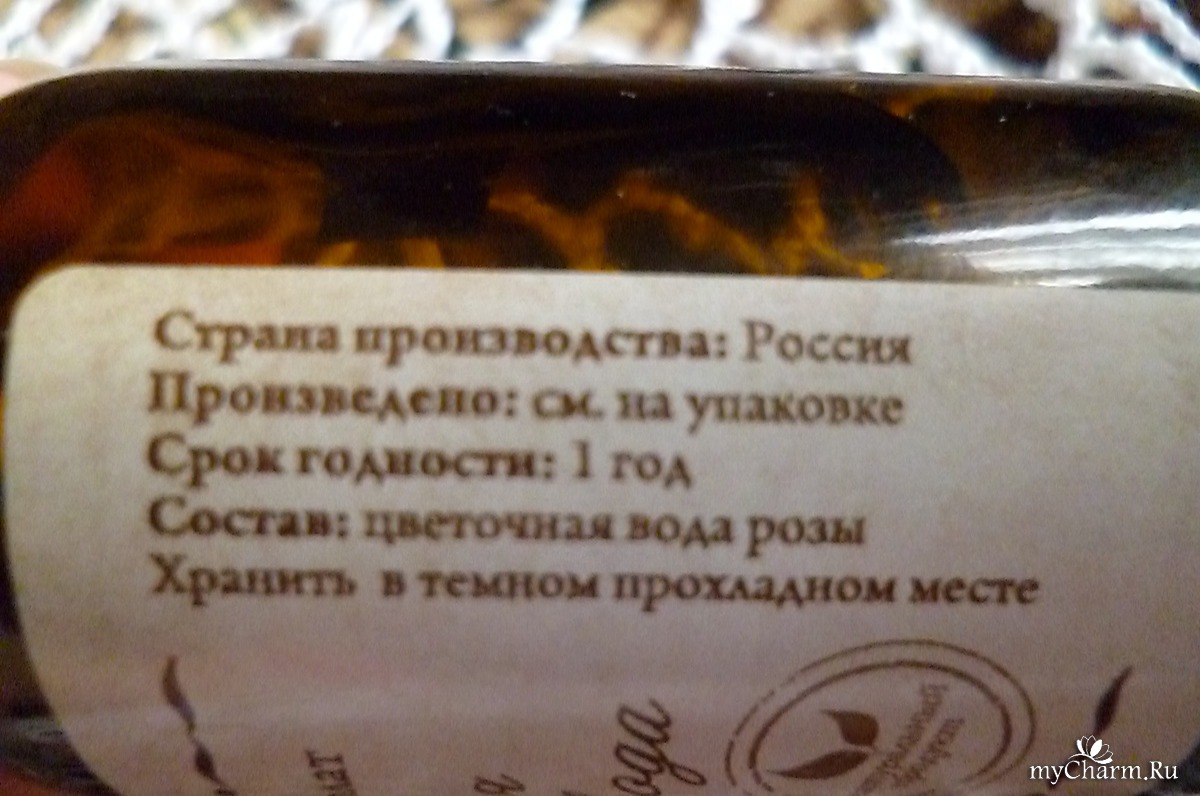 Страна производства: Россия
Произведено: см. на упаковке
Срок годности: 1 год
Состав: цветочная вода розы
Хранить в темном прохладном месте
myCharm.Ru